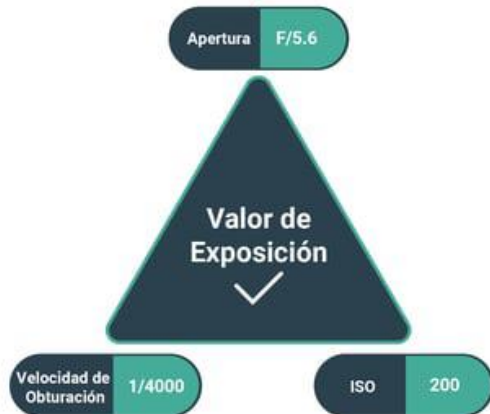 Apertura F/5.6
Valor de
Exposición
Velocidad de
Obturación
1/4000
ISO 200